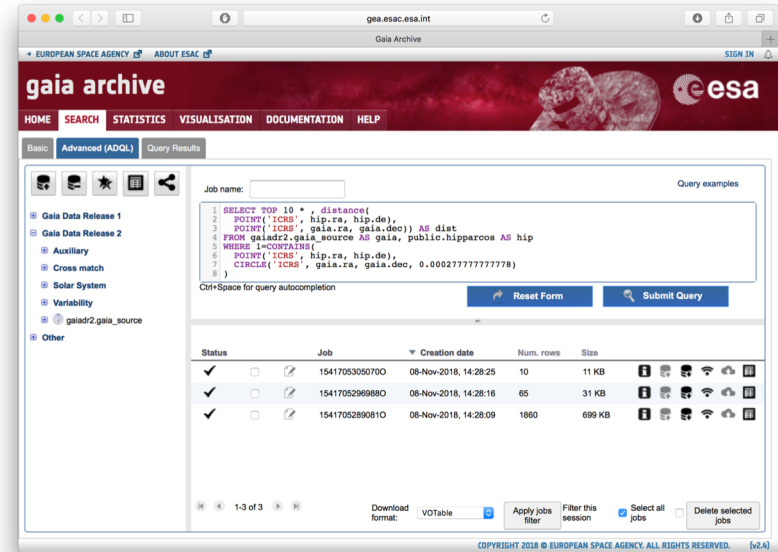 gea.esac.esa.int
Gaia Archive
EUROPEAN SPACE AGENCY ABOUT ESAC SIGN IN
gaia archive
esa
HOME SEARCH STATISTICS VISUALISATION DOCUMENTATION HELP
Basic Advanced (ADQL) Query Results
Job name: Query examples
1 SELECT TOP 10 * , distance(
2 POINT('ICRS', hip.ra, hip.de),
3 POINT('ICRS', gaia.ra, gaia.dec)) AS dist
4 FROM gaiadr2.gaia_source AS gaia, public.hipparcos AS hip
5 WHERE 1=CONTAINS(
6 POINT('ICRS', hip.ra, hip.de),
7 CIRCLE('ICRS', gaia.ra, gaia.dec, 0.000277777777778)
8 )
Ctrl+Space for query autocompletion
Reset Form Submit Query
Gaia Data Release 1
Gaia Data Release 2
Auxiliary
Cross match
Solar System
Variability
gaiadr2.gaia_source
Other
Status Job Creation date Num. rows Size
1541705305070O 08-Nov-2018, 14:28:25 10 11 KB
1541705296988O 08-Nov-2018, 14:28:16 65 31 KB
1541705289081O 08-Nov-2018, 14:28:09 1860 699 KB
1-3 of 3
Download format: VOTable
Apply jobs filter
Filter this session
Select all jobs
Delete selected jobs
COPYRIGHT 2018 © EUROPEAN SPACE AGENCY. ALL RIGHTS RESERVED. [v2.4]